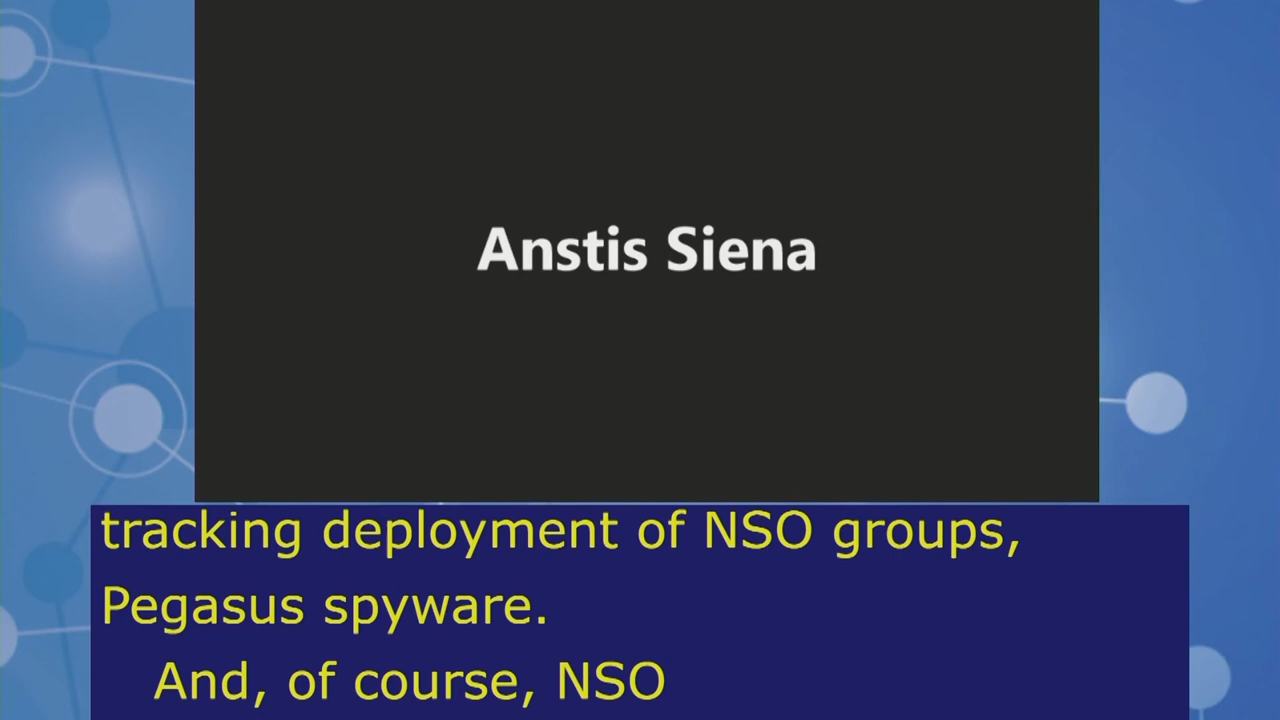 Anstis Siena
tracking deployment of NSO groups,
Pegasus spyware.
And, of course, NSO